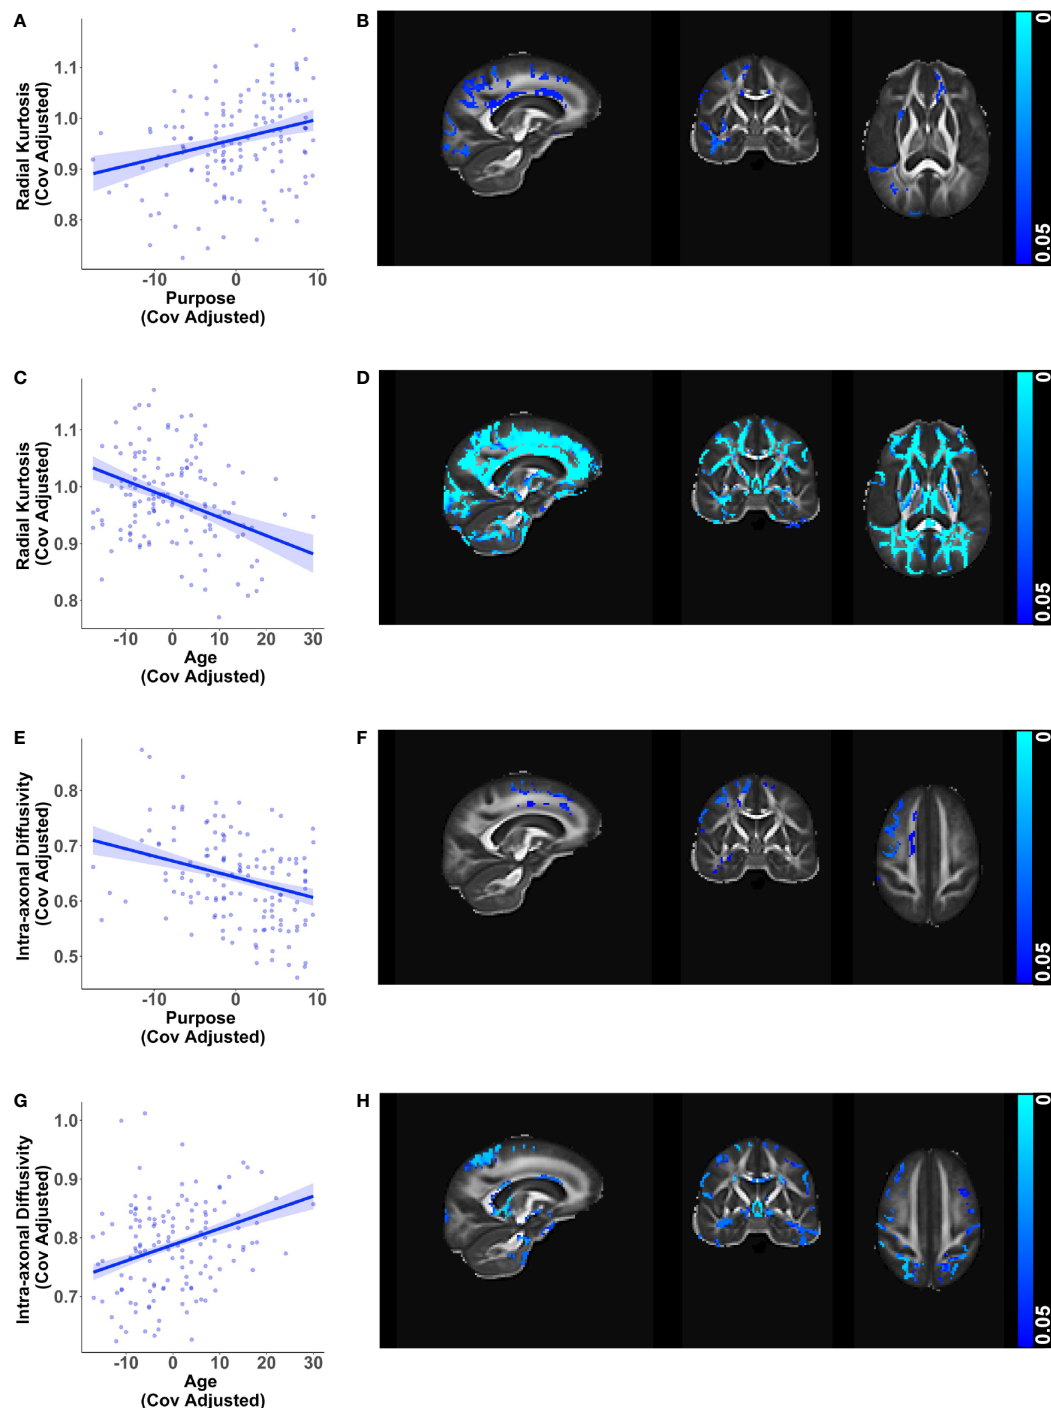 A
B
Radial Kurtosis
(Cov Adjusted)
1.1
1.0
0.9
0.8
-10
0
10
Purpose
(Cov Adjusted)
0
0.05
C
D
Radial Kurtosis
(Cov Adjusted)
1.1
1.0
0.9
0.8
-10
0
10
20
30
Age
(Cov Adjusted)
0
0.05
E
F
Intra-axonal Diffusivity
(Cov Adjusted)
0.8
0.7
0.6
0.5
-10
0
10
Purpose
(Cov Adjusted)
0
0.05
G
H
Intra-axonal Diffusivity
(Cov Adjusted)
1.0
0.9
0.8
0.7
-10
0
10
20
30
Age
(Cov Adjusted)
0
0.05